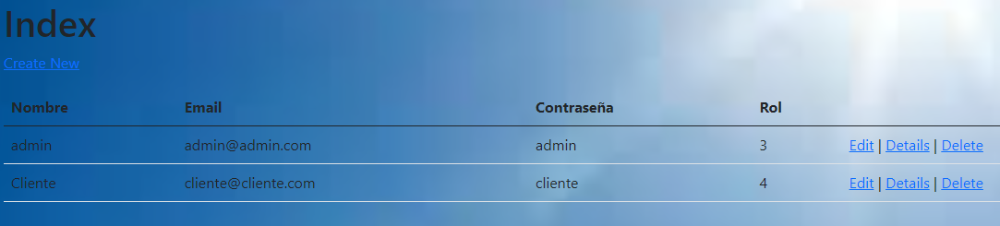 Index
Create New
Nombre Email Contraseña Rol
admin admin@admin.com admin 3 Edit | Details | Delete
Cliente cliente@cliente.com cliente 4 Edit | Details | Delete